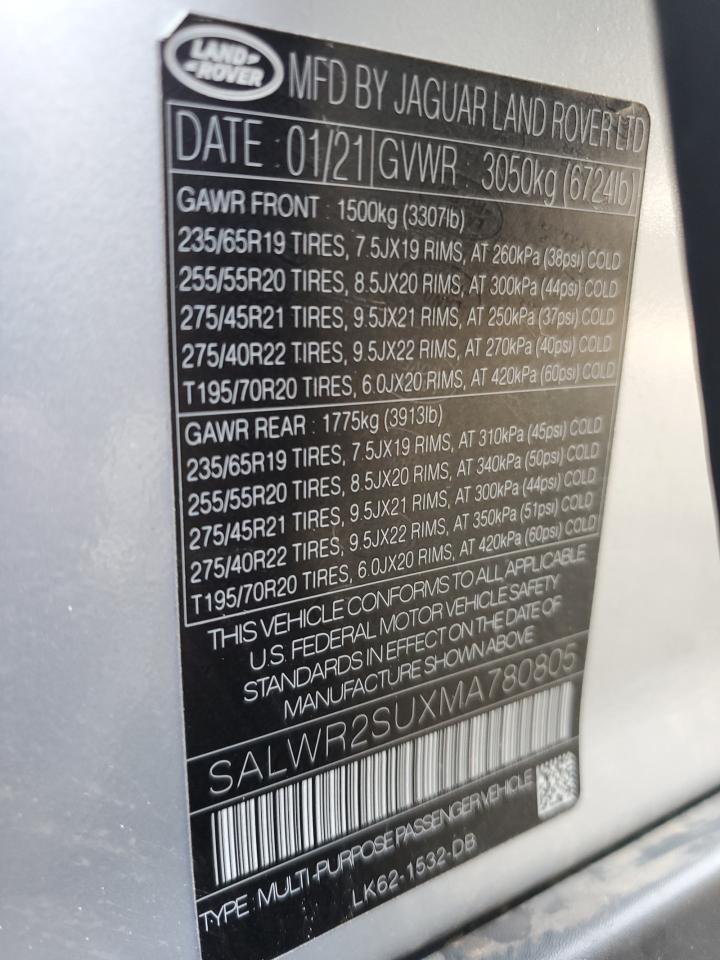 LAND ROVER
MFD BY JAGUAR LAND ROVER LTD
DATE : 01/21 GVWR : 3050kg (6724lb)
GAWR FRONT : 1500kg (3307lb)
235/65R19 TIRES, 7.5JX19 RIMS, AT 260kPa (38psi) COLD
255/55R20 TIRES, 8.5JX20 RIMS, AT 300kPa (44psi) COLD
275/45R21 TIRES, 9.5JX21 RIMS, AT 250kPa (37psi) COLD
275/40R22 TIRES, 9.5JX22 RIMS, AT 270kPa (40psi) COLD
T195/70R20 TIRES, 6.0JX20 RIMS, AT 420kPa (60psi) COLD
GAWR REAR : 1775kg (3913lb)
235/65R19 TIRES, 7.5JX19 RIMS, AT 310kPa (45psi) COLD
255/55R20 TIRES, 8.5JX20 RIMS, AT 340kPa (50psi) COLD
275/45R21 TIRES, 9.5JX21 RIMS, AT 300kPa (44psi) COLD
275/40R22 TIRES, 9.5JX22 RIMS, AT 350kPa (51psi) COLD
T195/70R20 TIRES, 6.0JX20 RIMS, AT 420kPa (60psi) COLD
THIS VEHICLE CONFORMS TO ALL APPLICABLE
U.S. FEDERAL MOTOR VEHICLE SAFETY
STANDARDS IN EFFECT ON THE DATE OF
MANUFACTURE SHOWN ABOVE
SALWR2SUXMA780805
TYPE : MULTI-PURPOSE PASSENGER VEHICLE
LK62-1532-DB